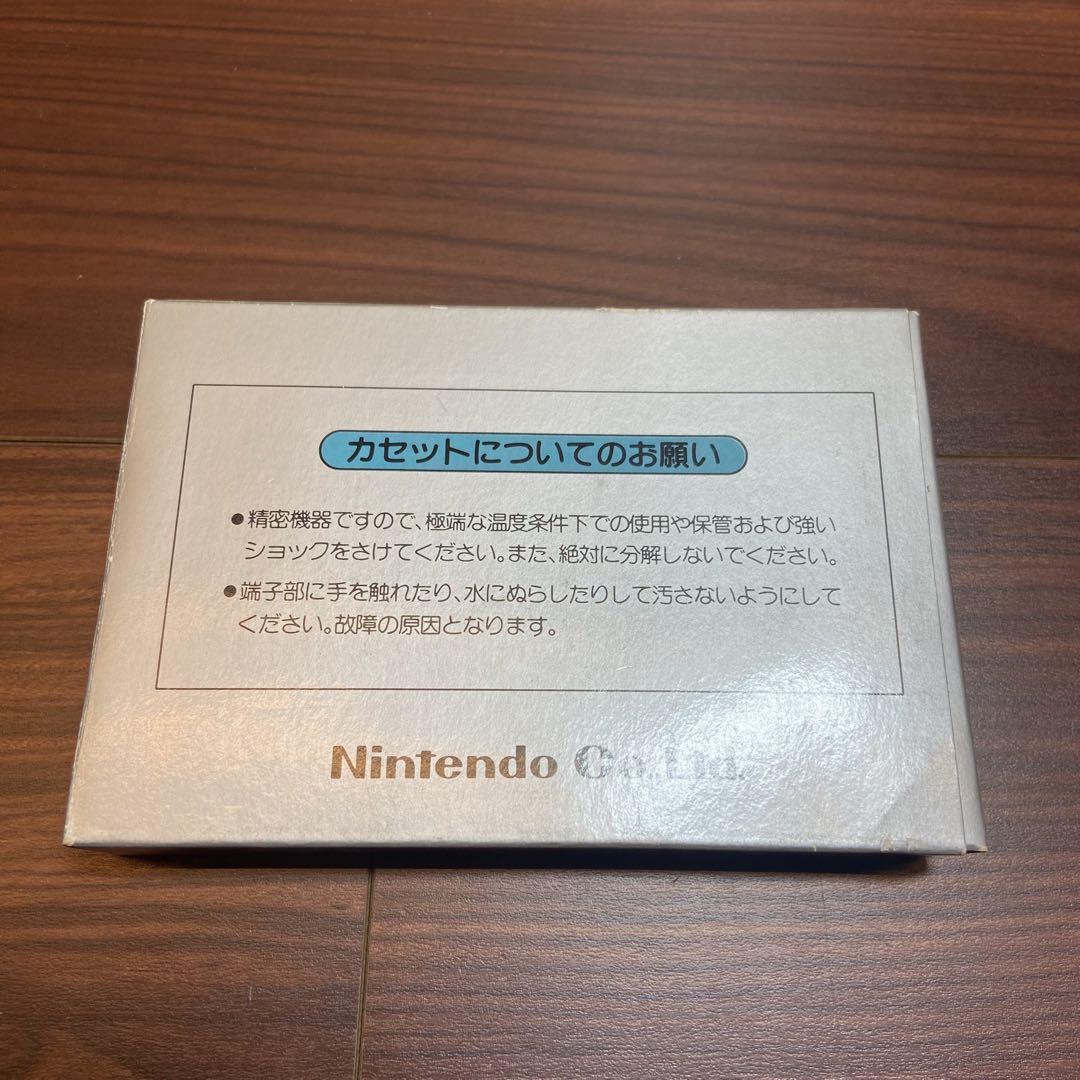 カセットについてのお願い
●精密機器ですので、極端な温度条件下での使用や保管および強い
ショックをさけてください。また、絶対に分解しないでください。
●端子部に手を触れたり、水にぬらしたりして汚さないようにして
ください。故障の原因となります。
Nintendo Co., Ltd.